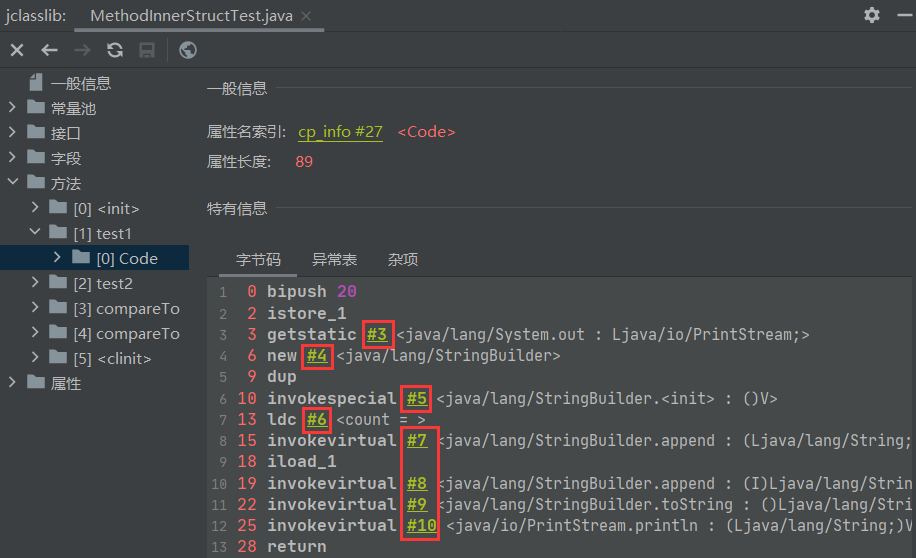 jclasslib: MethodInnerStructTest.java
一般信息
常量池
接口
字段
方法
[0] <init>
[1] test1
[0] Code
[2] test2
[3] compareTo
[4] compareTo
[5] <clinit>
属性
一般信息
属性名索引: cp_info #27 <Code>
属性长度: 89
特有信息
字节码 异常表 杂项
1 0 bipush 20
2 2 istore_1
3 3 getstatic #3 <java/lang/System.out : Ljava/io/PrintStream;>
4 6 new #4 <java/lang/StringBuilder>
5 9 dup
6 10 invokespecial #5 <java/lang/StringBuilder.<init> : ()V>
7 13 ldc #6 <count = >
8 15 invokevirtual #7 <java/lang/StringBuilder.append : (Ljava/lang/String;
9 18 iload_1
10 19 invokevirtual #8 <java/lang/StringBuilder.append : (I)Ljava/lang/Strin
11 22 invokevirtual #9 <java/lang/StringBuilder.toString : ()Ljava/lang/Stri
12 25 invokevirtual #10 <java/io/PrintStream.println : (Ljava/lang/String;)V
13 28 return